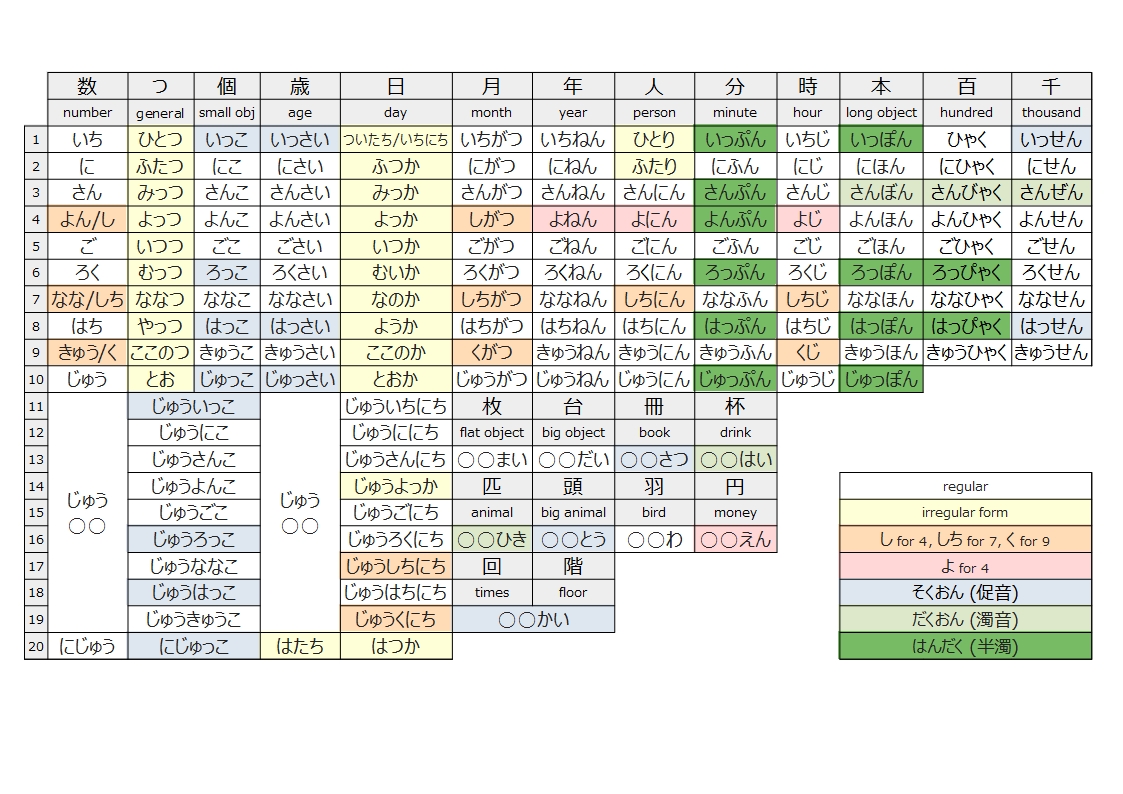 数 つ 個 歳 日 月 年 人 分 時 本 百 千
number general small obj age day month year person minute hour long object hundred thousand
1 いち ひとつ いっこ いっさい ついたち/いちにち いちがつ いちねん ひとり いっぷん いちじ いっぽん ひゃく いっせん
2 に ふたつ にこ にさい ふつか にがつ にねん ふたり にふん にじ にほん にひゃく にせん
3 さん みっつ さんこ さんさい みっか さんがつ さんねん さんにん さんぷん さんじ さんぼん さんびゃく さんぜん
4 よん/し よっつ よんこ よんさい よっか しがつ よねん よにん よんぷん よじ よんほん よんひゃく よんせん
5 ご いつつ ごこ ごさい いつか ごがつ ごねん ごにん ごふん ごじ ごほん ごひゃく ごせん
6 ろく むっつ ろっこ ろくさい むいか ろくがつ ろくねん ろくにん ろっぷん ろくじ ろっぽん ろっぴゃく ろくせん
7 なな/しち ななつ ななこ ななさい なのか しちがつ ななねん しちにん ななふん しちじ ななほん ななひゃく ななせん
8 はち やっつ はっこ はっさい ようか はちがつ はちねん はちにん はっぷん はちじ はっぽん はっぴゃく はっせん
9 きゅう/く ここのつ きゅうこ きゅうさい ここのか くがつ きゅうねん きゅうにん きゅうふん くじ きゅうほん きゅうひゃく きゅうせん
10 じゅう とお じゅっこ じゅっさい とおか じゅうがつ じゅうねん じゅうにん じゅっぷん じゅうじ じゅっぽん
11 じゅういっこ じゅういちにち 枚 台 冊 杯
12 じゅうにこ じゅうににち flat object big object book drink
13 じゅうさんこ じゅうさんにち ○○まい ○○だい ○○さつ ○○はい
14 じゅうよんこ じゅうよっか 匹 頭 羽 円 regular
じゅう じゅう
15 じゅうごこ じゅうごにち animal big animal bird money irregular form
○○ ○○
16 じゅうろっこ じゅうろくにち ○○ひき ○○とう ○○わ ○○えん し for 4, しち for 7, く for 9
17 じゅうななこ じゅうしちにち 回 階 よ for 4
18 じゅうはっこ じゅうはちにち times floor そくおん (促音)
19 じゅうきゅうこ じゅうくにち ○○かい だくおん (濁音)
20 にじゅう にじゅっこ はたち はつか はんだく (半濁)